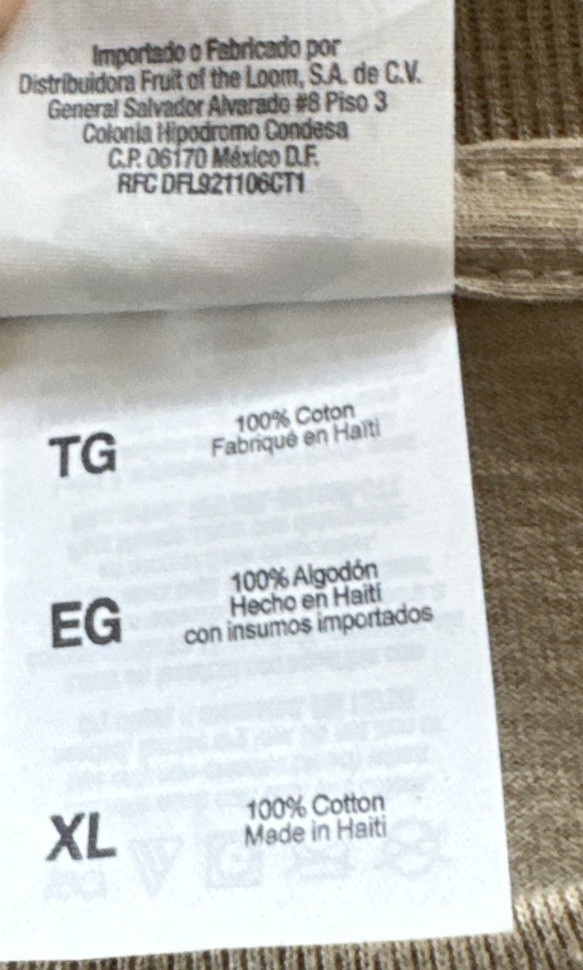 Importado o Fabricado por
Distribuidora Fruit of the Loom, S.A. de C.V.
General Salvador Alvarado #8 Piso 3
Colonia Hipodromo Condesa
C.P. 06170 México D.F.
RFC DFL921106CT1
TG
100% Coton
Fabriqué en Haïti
EG
100% Algodón
Hecho en Haití
con insumos importados
XL
100% Cotton
Made in Haiti